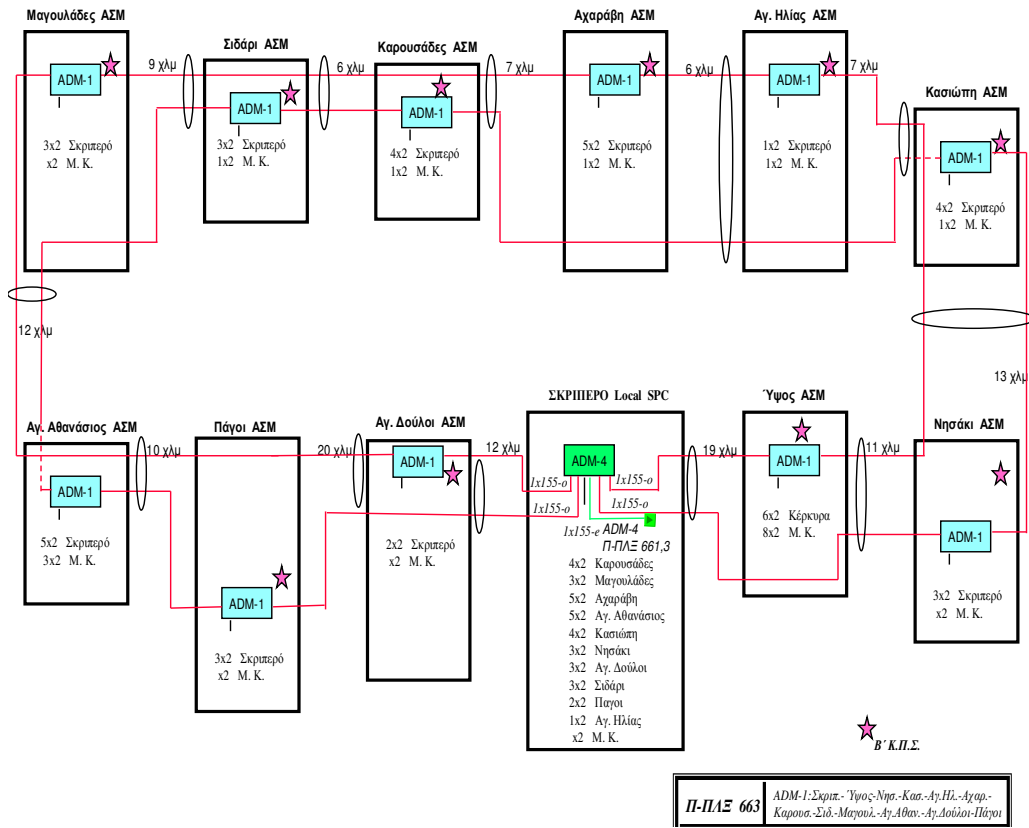 Μαγουλάδες ΑΣΜ
ADM-1
3x2 Σκριπερό
x2 Μ. Κ.
9 χλμ
Σιδάρι ΑΣΜ
ADM-1
3x2 Σκριπερό
1x2 Μ. Κ.
6 χλμ
Καρουσάδες ΑΣΜ
ADM-1
4x2 Σκριπερό
1x2 Μ. Κ.
7 χλμ
Αχαράβη ΑΣΜ
ADM-1
5x2 Σκριπερό
1x2 Μ. Κ.
6 χλμ
Αγ. Ηλίας ΑΣΜ
ADM-1
1x2 Σκριπερό
1x2 Μ. Κ.
7 χλμ
Κασιώπη ΑΣΜ
ADM-1
4x2 Σκριπερό
1x2 Μ. Κ.
12 χλμ
13 χλμ
Αγ. Αθανάσιος ΑΣΜ
ADM-1
5x2 Σκριπερό
3x2 Μ. Κ.
10 χλμ
Πάγοι ΑΣΜ
ADM-1
3x2 Σκριπερό
x2 Μ. Κ.
20 χλμ
Αγ. Δούλοι ΑΣΜ
ADM-1
2x2 Σκριπερό
x2 Μ. Κ.
12 χλμ
ΣΚΡΙΠΕΡΟ Local SPC
ADM-4
1x155-o
1x155-o
1x155-o
1x155-o
1x155-e
ADM-4
Π-ΠΛΞ 661,3
4x2 Καρουσάδες
3x2 Μαγουλάδες
5x2 Αχαράβη
5x2 Αγ. Αθανάσιος
4x2 Κασιώπη
3x2 Νησάκι
3x2 Αγ. Δούλοι
3x2 Σιδάρι
2x2 Παγοι
1x2 Αγ. Ηλίας
x2 Μ. Κ.
19 χλμ
Ύψος ΑΣΜ
ADM-1
6x2 Κέρκυρα
8x2 Μ. Κ.
11 χλμ
Νησάκι ΑΣΜ
ADM-1
3x2 Σκριπερό
x2 Μ. Κ.
Β΄ Κ.Π.Σ.
Π-ΠΛΞ 663
ADM-1:Σκριπ.- Ύψος-Νησ.-Κασ.-Αγ.Ηλ.-Αχαρ.-
Καρουσ.-Σιδ.-Μαγουλ.-Αγ.Αθαν.-Αγ.Δούλοι-Πάγοι